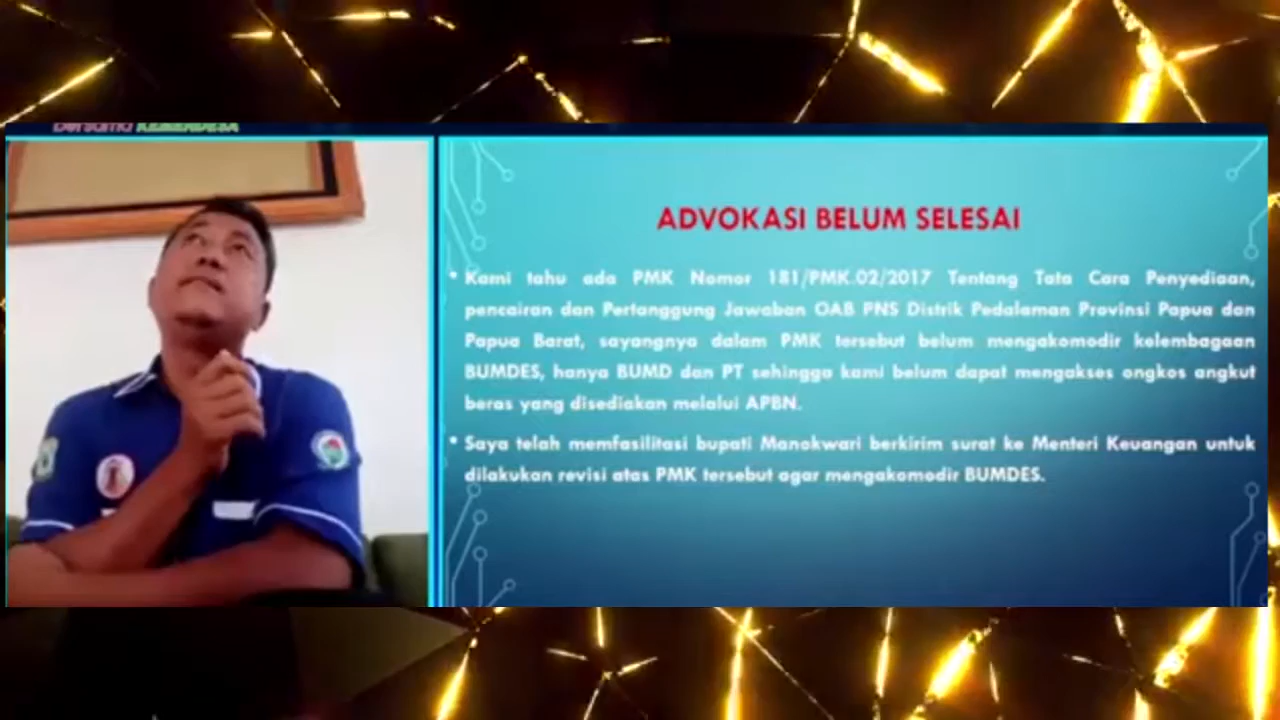 Bersama KEMENDESA
ADVOKASI BELUM SELESAI
• Kami tahu ada PMK Nomor 181/PMK.02/2017 Tentang Tata Cara Penyediaan,
pencairan dan Pertanggung Jawaban OAB PNS Distrik Pedalaman Provinsi Papua dan
Papua Barat, sayangnya dalam PMK tersebut belum mengakomodir kelembagaan
BUMDES, hanya BUMD dan PT sehingga kami belum dapat mengakses ongkos angkut
beras yang disediakan melalui APBN.
• Saya telah memfasilitasi bupati Manokwari berkirim surat ke Menteri Keuangan untuk
dilakukan revisi atas PMK tersebut agar mengakomodir BUMDES.